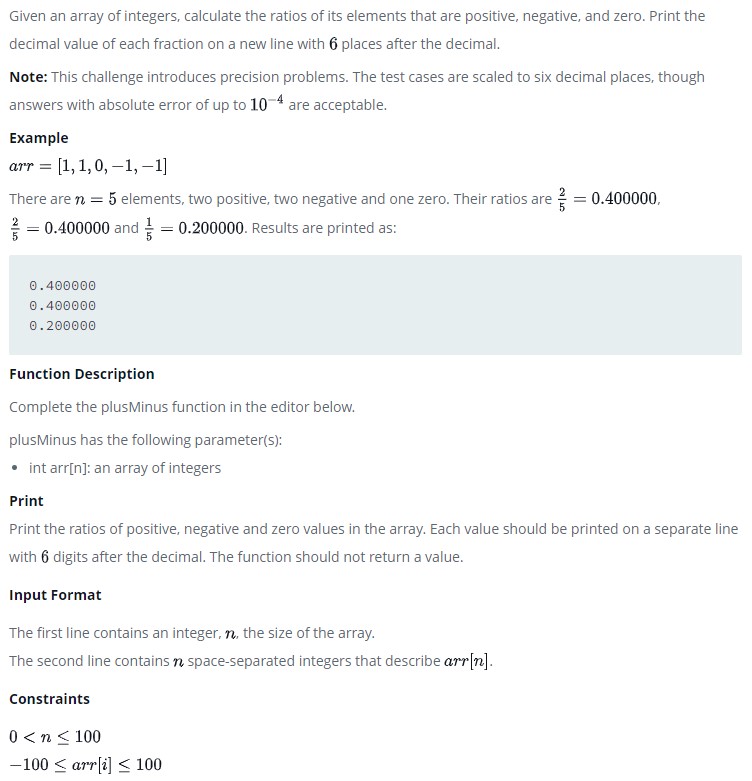 Given an array of integers, calculate the ratios of its elements that are positive, negative, and zero. Print the
decimal value of each fraction on a new line with 6 places after the decimal.
Note: This challenge introduces precision problems. The test cases are scaled to six decimal places, though
answers with absolute error of up to 10⁻⁴ are acceptable.
Example
arr = [1, 1, 0, −1, −1]
There are n = 5 elements, two positive, two negative and one zero. Their ratios are 2/5 = 0.400000,
2/5 = 0.400000 and 1/5 = 0.200000. Results are printed as:
0.400000
0.400000
0.200000
Function Description
Complete the plusMinus function in the editor below.
plusMinus has the following parameter(s):
• int arr[n]: an array of integers
Print
Print the ratios of positive, negative and zero values in the array. Each value should be printed on a separate line
with 6 digits after the decimal. The function should not return a value.
Input Format
The first line contains an integer, n, the size of the array.
The second line contains n space-separated integers that describe arr[n].
Constraints
0 < n ≤ 100
−100 ≤ arr[i] ≤ 100